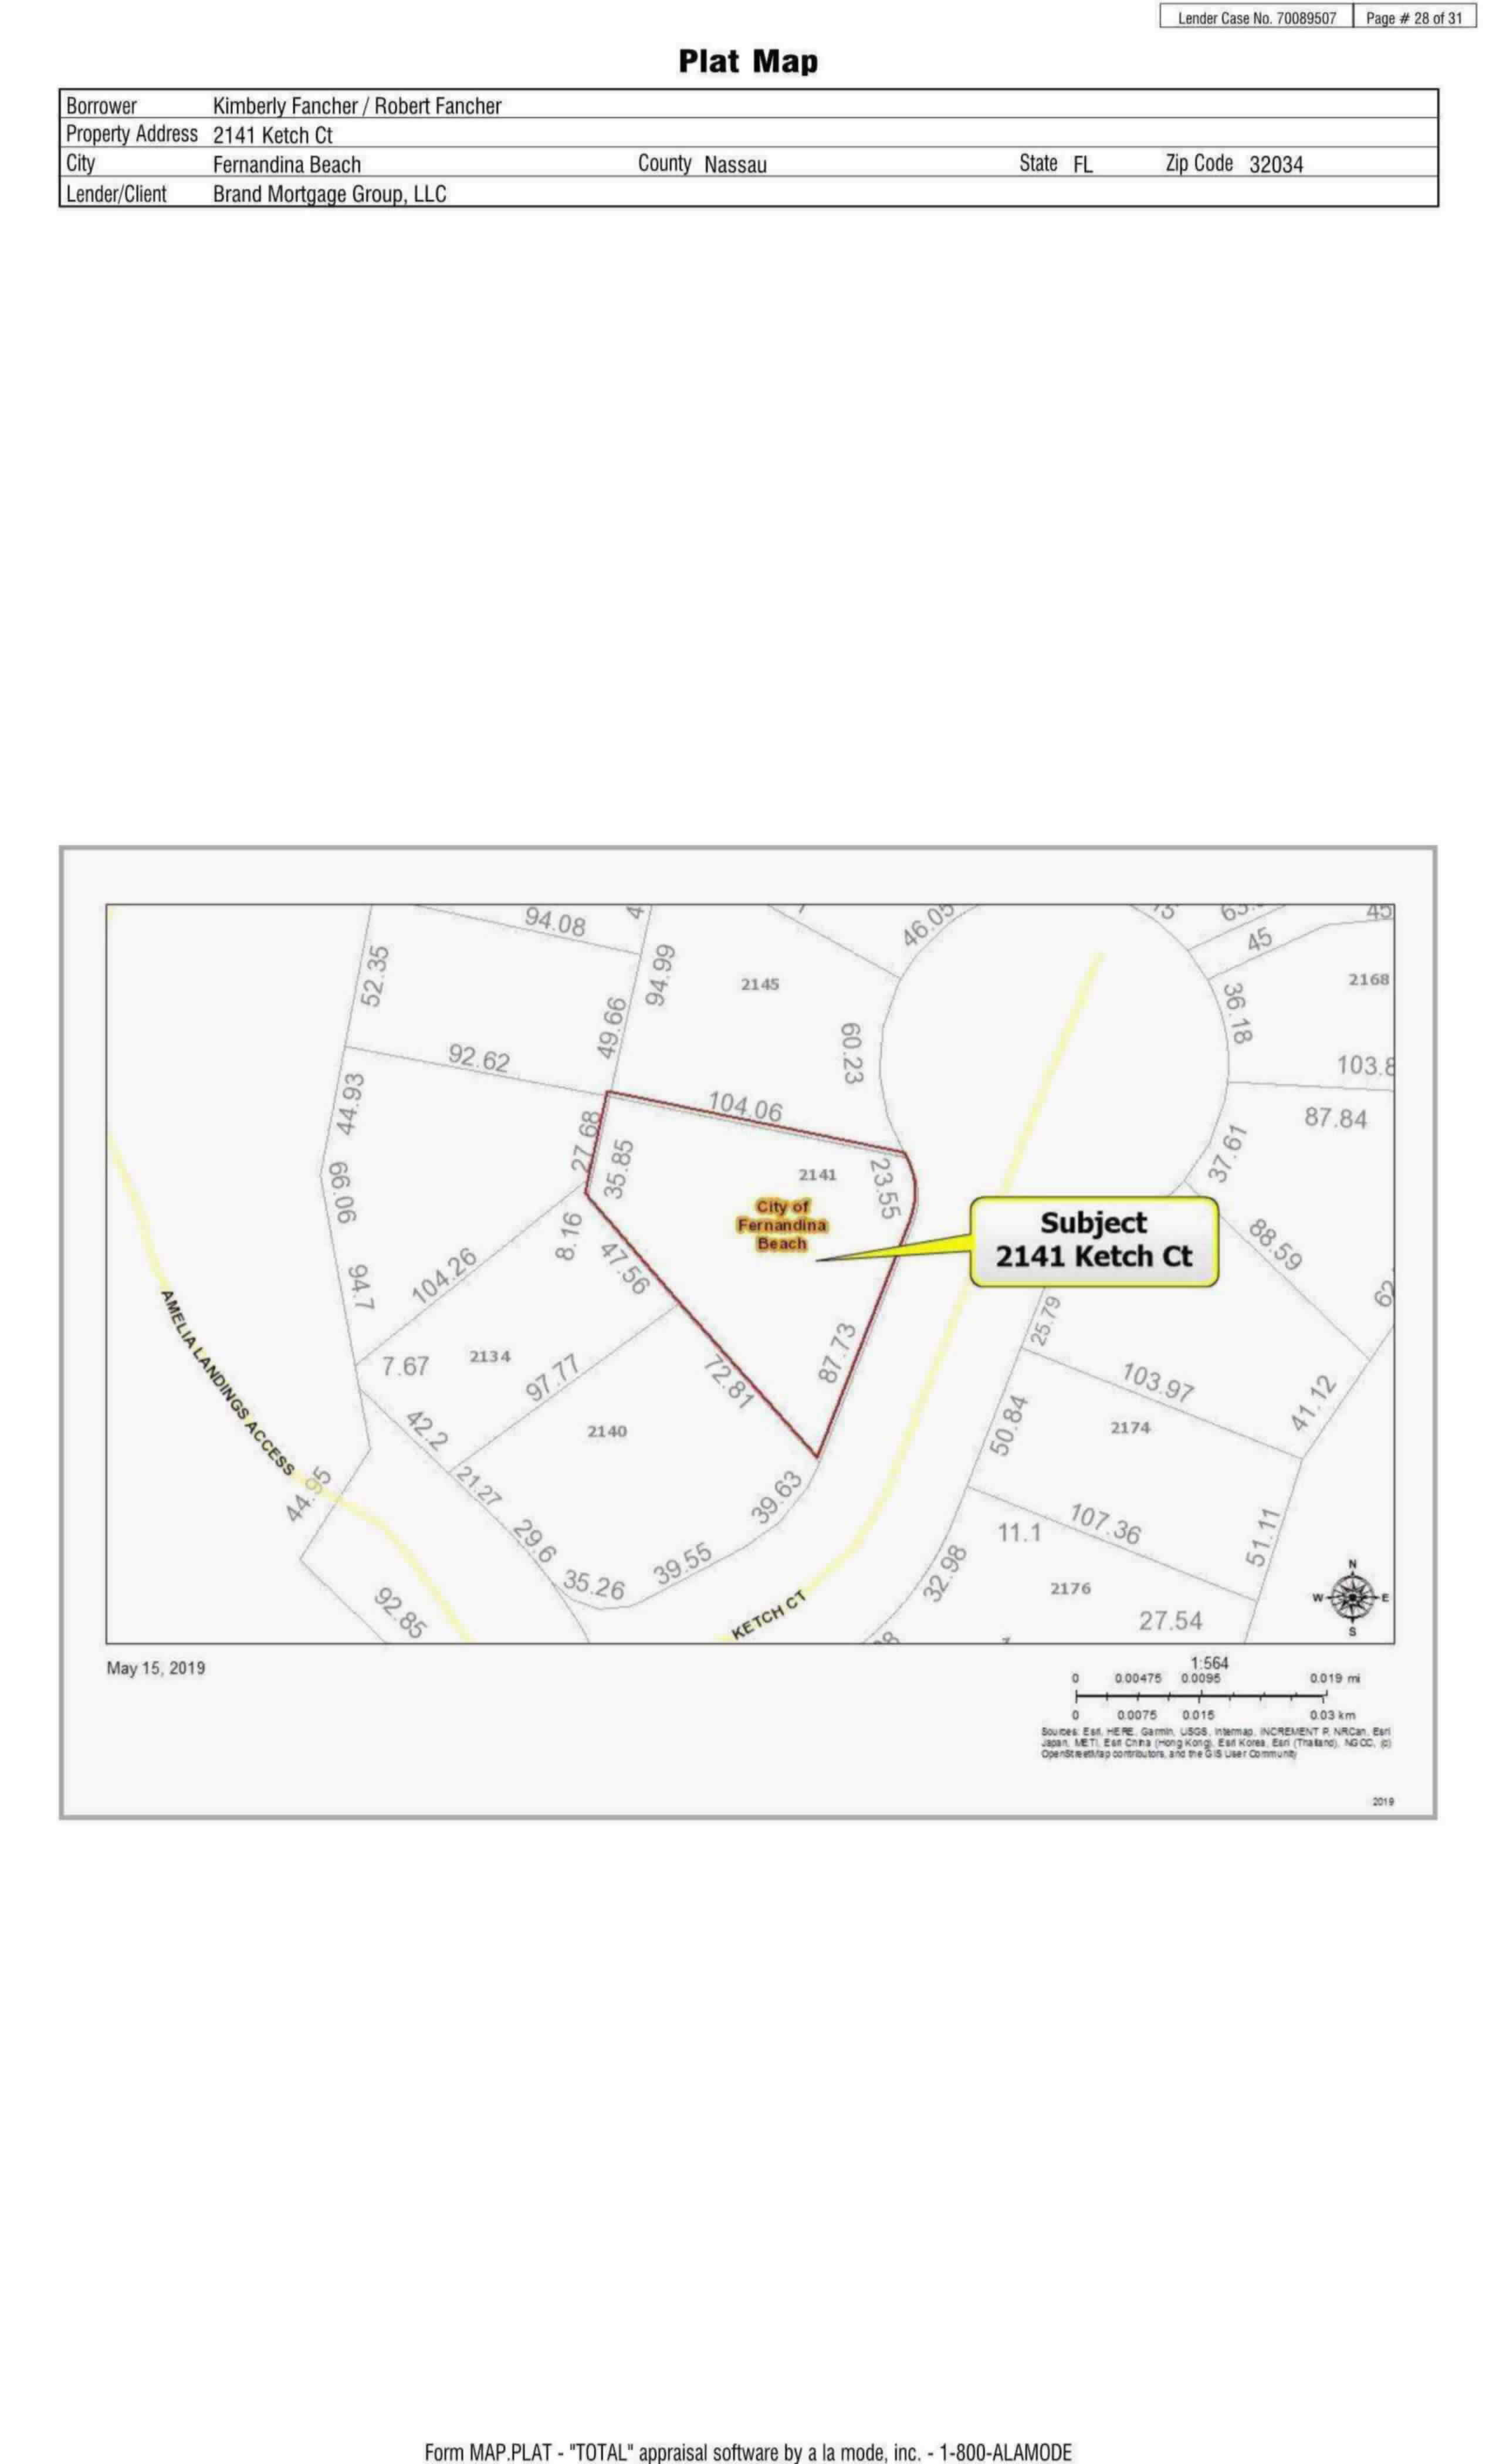 Lender Case No. 70089507 Page # 28 of 31
Plat Map
Borrower Kimberly Fancher / Robert Fancher
Property Address 2141 Ketch Ct
City Fernandina Beach County Nassau State FL Zip Code 32034
Lender/Client Brand Mortgage Group, LLC
94.08
46.05
45
45
52.35
94.99
2145
2168
36.18
49.66
60.23
92.62
103.8
44.93
104.06
87.84
27.68
37.61
35.85
2141
23.55
66.06
City of
Fernandina
Beach
Subject
2141 Ketch Ct
8.16
88.59
47.56
104.26
94.7
62
25.79
AMELIA LANDINGS ACCESS
7.67
2134
97.77
72.81
87.73
103.97
41.12
42.2
2140
50.84
2174
21.27
44.95
39.63
29.6
11.1
107.36
51.11
39.55
35.26
32.98
2176
92.85
KETCH CT
27.54
N
W E
S
May 15, 2019
1:564
0 0.00475 0.0095 0.019 mi
0 0.0075 0.015 0.03 km
Sources: Esri, HERE, Garmin, USGS, Intermap, INCREMENT P, NRCan, Esri
Japan, METI, Esri China (Hong Kong), Esri Korea, Esri (Thailand), NGCC, (c)
OpenStreetMap contributors, and the GIS User Community
2019
Form MAP.PLAT - "TOTAL" appraisal software by a la mode, inc. - 1-800-ALAMODE